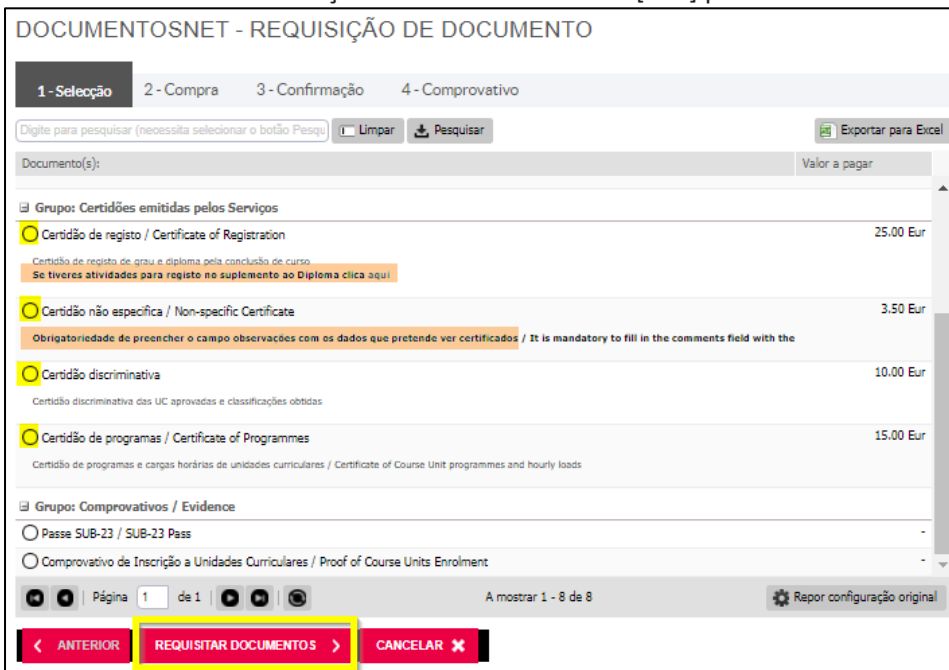 DOCUMENTOSNET - REQUISIÇÃO DE DOCUMENTO
1 - Selecção 2 - Compra 3 - Confirmação 4 - Comprovativo
Digite para pesquisar (necessita selecionar o botão Pesqu Limpar Pesquisar Exportar para Excel
Documento(s): Valor a pagar
Grupo: Certidões emitidas pelos Serviços
Certidão de registo / Certificate of Registration 25.00 Eur
Certidão de registo de grau e diploma pela conclusão de curso
Se tiveres atividades para registo no suplemento ao Diploma clica aqui
Certidão não especifica / Non-specific Certificate 3.50 Eur
Obrigatoriedade de preencher o campo observações com os dados que pretende ver certificados / It is mandatory to fill in the comments field with the
Certidão discriminativa 10.00 Eur
Certidão discriminativa das UC aprovadas e classificações obtidas
Certidão de programas / Certificate of Programmes 15.00 Eur
Certidão de programas e cargas horárias de unidades curriculares / Certificate of Course Unit programmes and hourly loads
Grupo: Comprovativos / Evidence
Passe SUB-23 / SUB-23 Pass -
Comprovativo de Inscrição a Unidades Curriculares / Proof of Course Units Enrolment -
Página 1 de 1 A mostrar 1 - 8 de 8 Repor configuração original
ANTERIOR REQUISITAR DOCUMENTOS CANCELAR